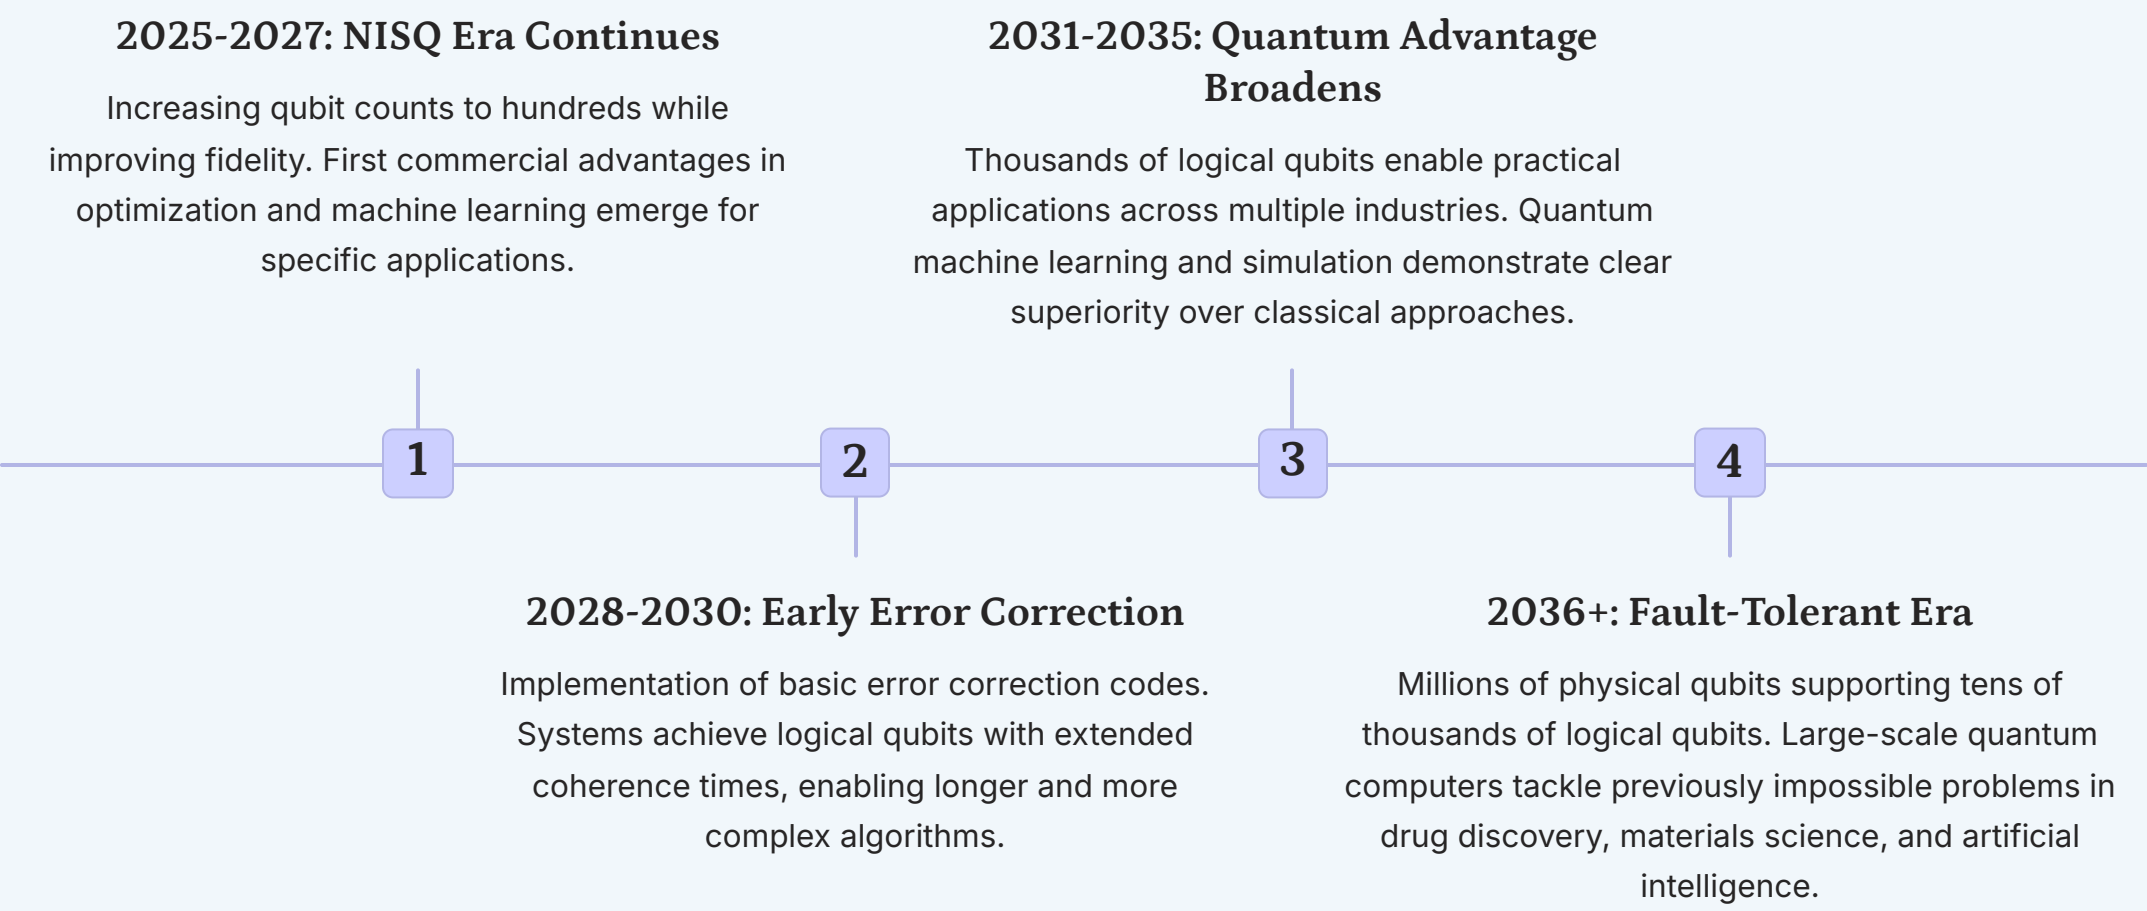 2025-2027: NISQ Era Continues
Increasing qubit counts to hundreds while
improving fidelity. First commercial advantages in
optimization and machine learning emerge for
specific applications.
2031-2035: Quantum Advantage
Broadens
Thousands of logical qubits enable practical
applications across multiple industries. Quantum
machine learning and simulation demonstrate clear
superiority over classical approaches.
1
2
3
4
2028-2030: Early Error Correction
Implementation of basic error correction codes.
Systems achieve logical qubits with extended
coherence times, enabling longer and more
complex algorithms.
2036+: Fault-Tolerant Era
Millions of physical qubits supporting tens of
thousands of logical qubits. Large-scale quantum
computers tackle previously impossible problems in
drug discovery, materials science, and artificial
intelligence.